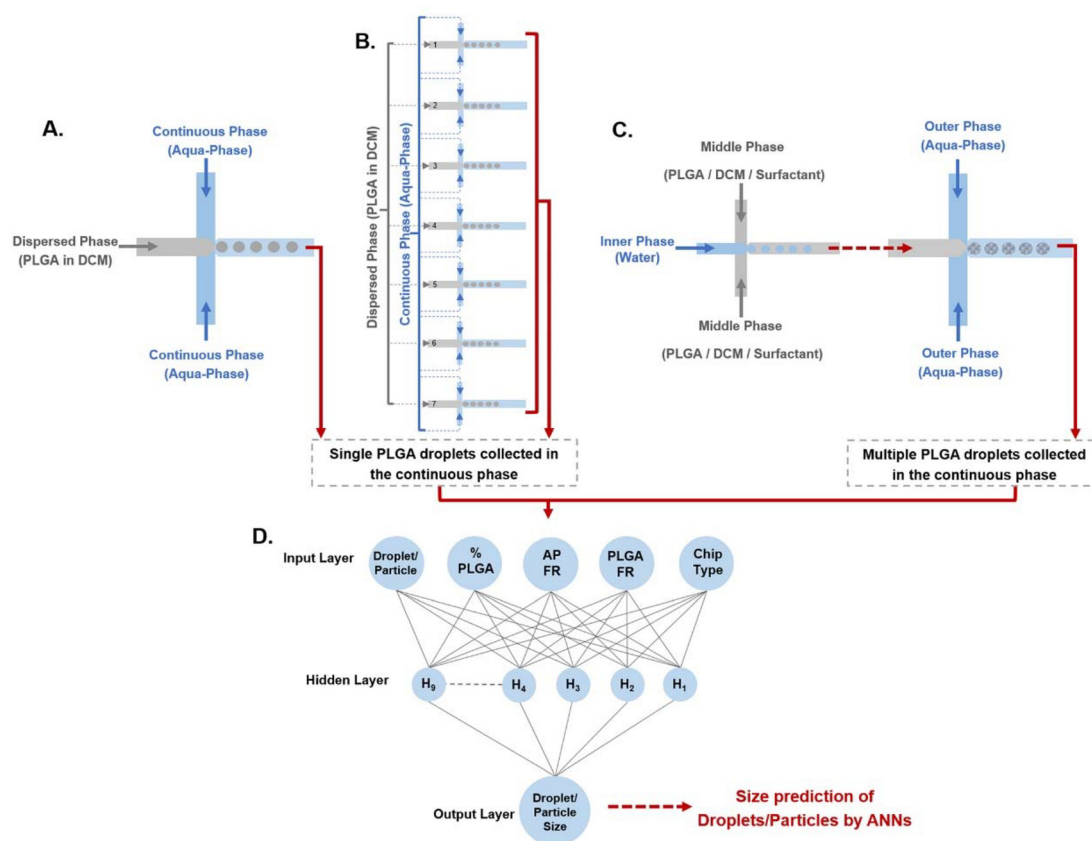 A.
Continuous Phase
(Aqua-Phase)
Dispersed Phase
(PLGA in DCM)
Continuous Phase
(Aqua-Phase)
B.
Dispersed Phase (PLGA in DCM)
Continuous Phase (Aqua-Phase)
1
2
3
4
5
6
7
C.
Middle Phase
(PLGA / DCM / Surfactant)
Inner Phase
(Water)
Middle Phase
(PLGA / DCM / Surfactant)
Outer Phase
(Aqua-Phase)
Outer Phase
(Aqua-Phase)
Single PLGA droplets collected in
the continuous phase
Multiple PLGA droplets collected
in the continuous phase
D.
Input Layer
Droplet/
Particle
%
PLGA
AP
FR
PLGA
FR
Chip
Type
Hidden Layer
H9
H4
H3
H2
H1
Output Layer
Droplet/
Particle
Size
Size prediction of
Droplets/Particles by ANNs